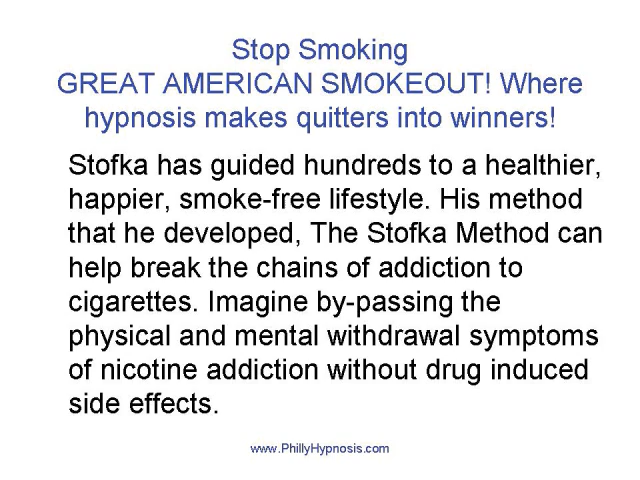 Stop Smoking
GREAT AMERICAN SMOKEOUT! Where
hypnosis makes quitters into winners!
Stofka has guided hundreds to a healthier,
happier, smoke-free lifestyle. His method
that he developed, The Stofka Method can
help break the chains of addiction to
cigarettes. Imagine by-passing the
physical and mental withdrawal symptoms
of nicotine addiction without drug induced
side effects.
www.PhillyHypnosis.com